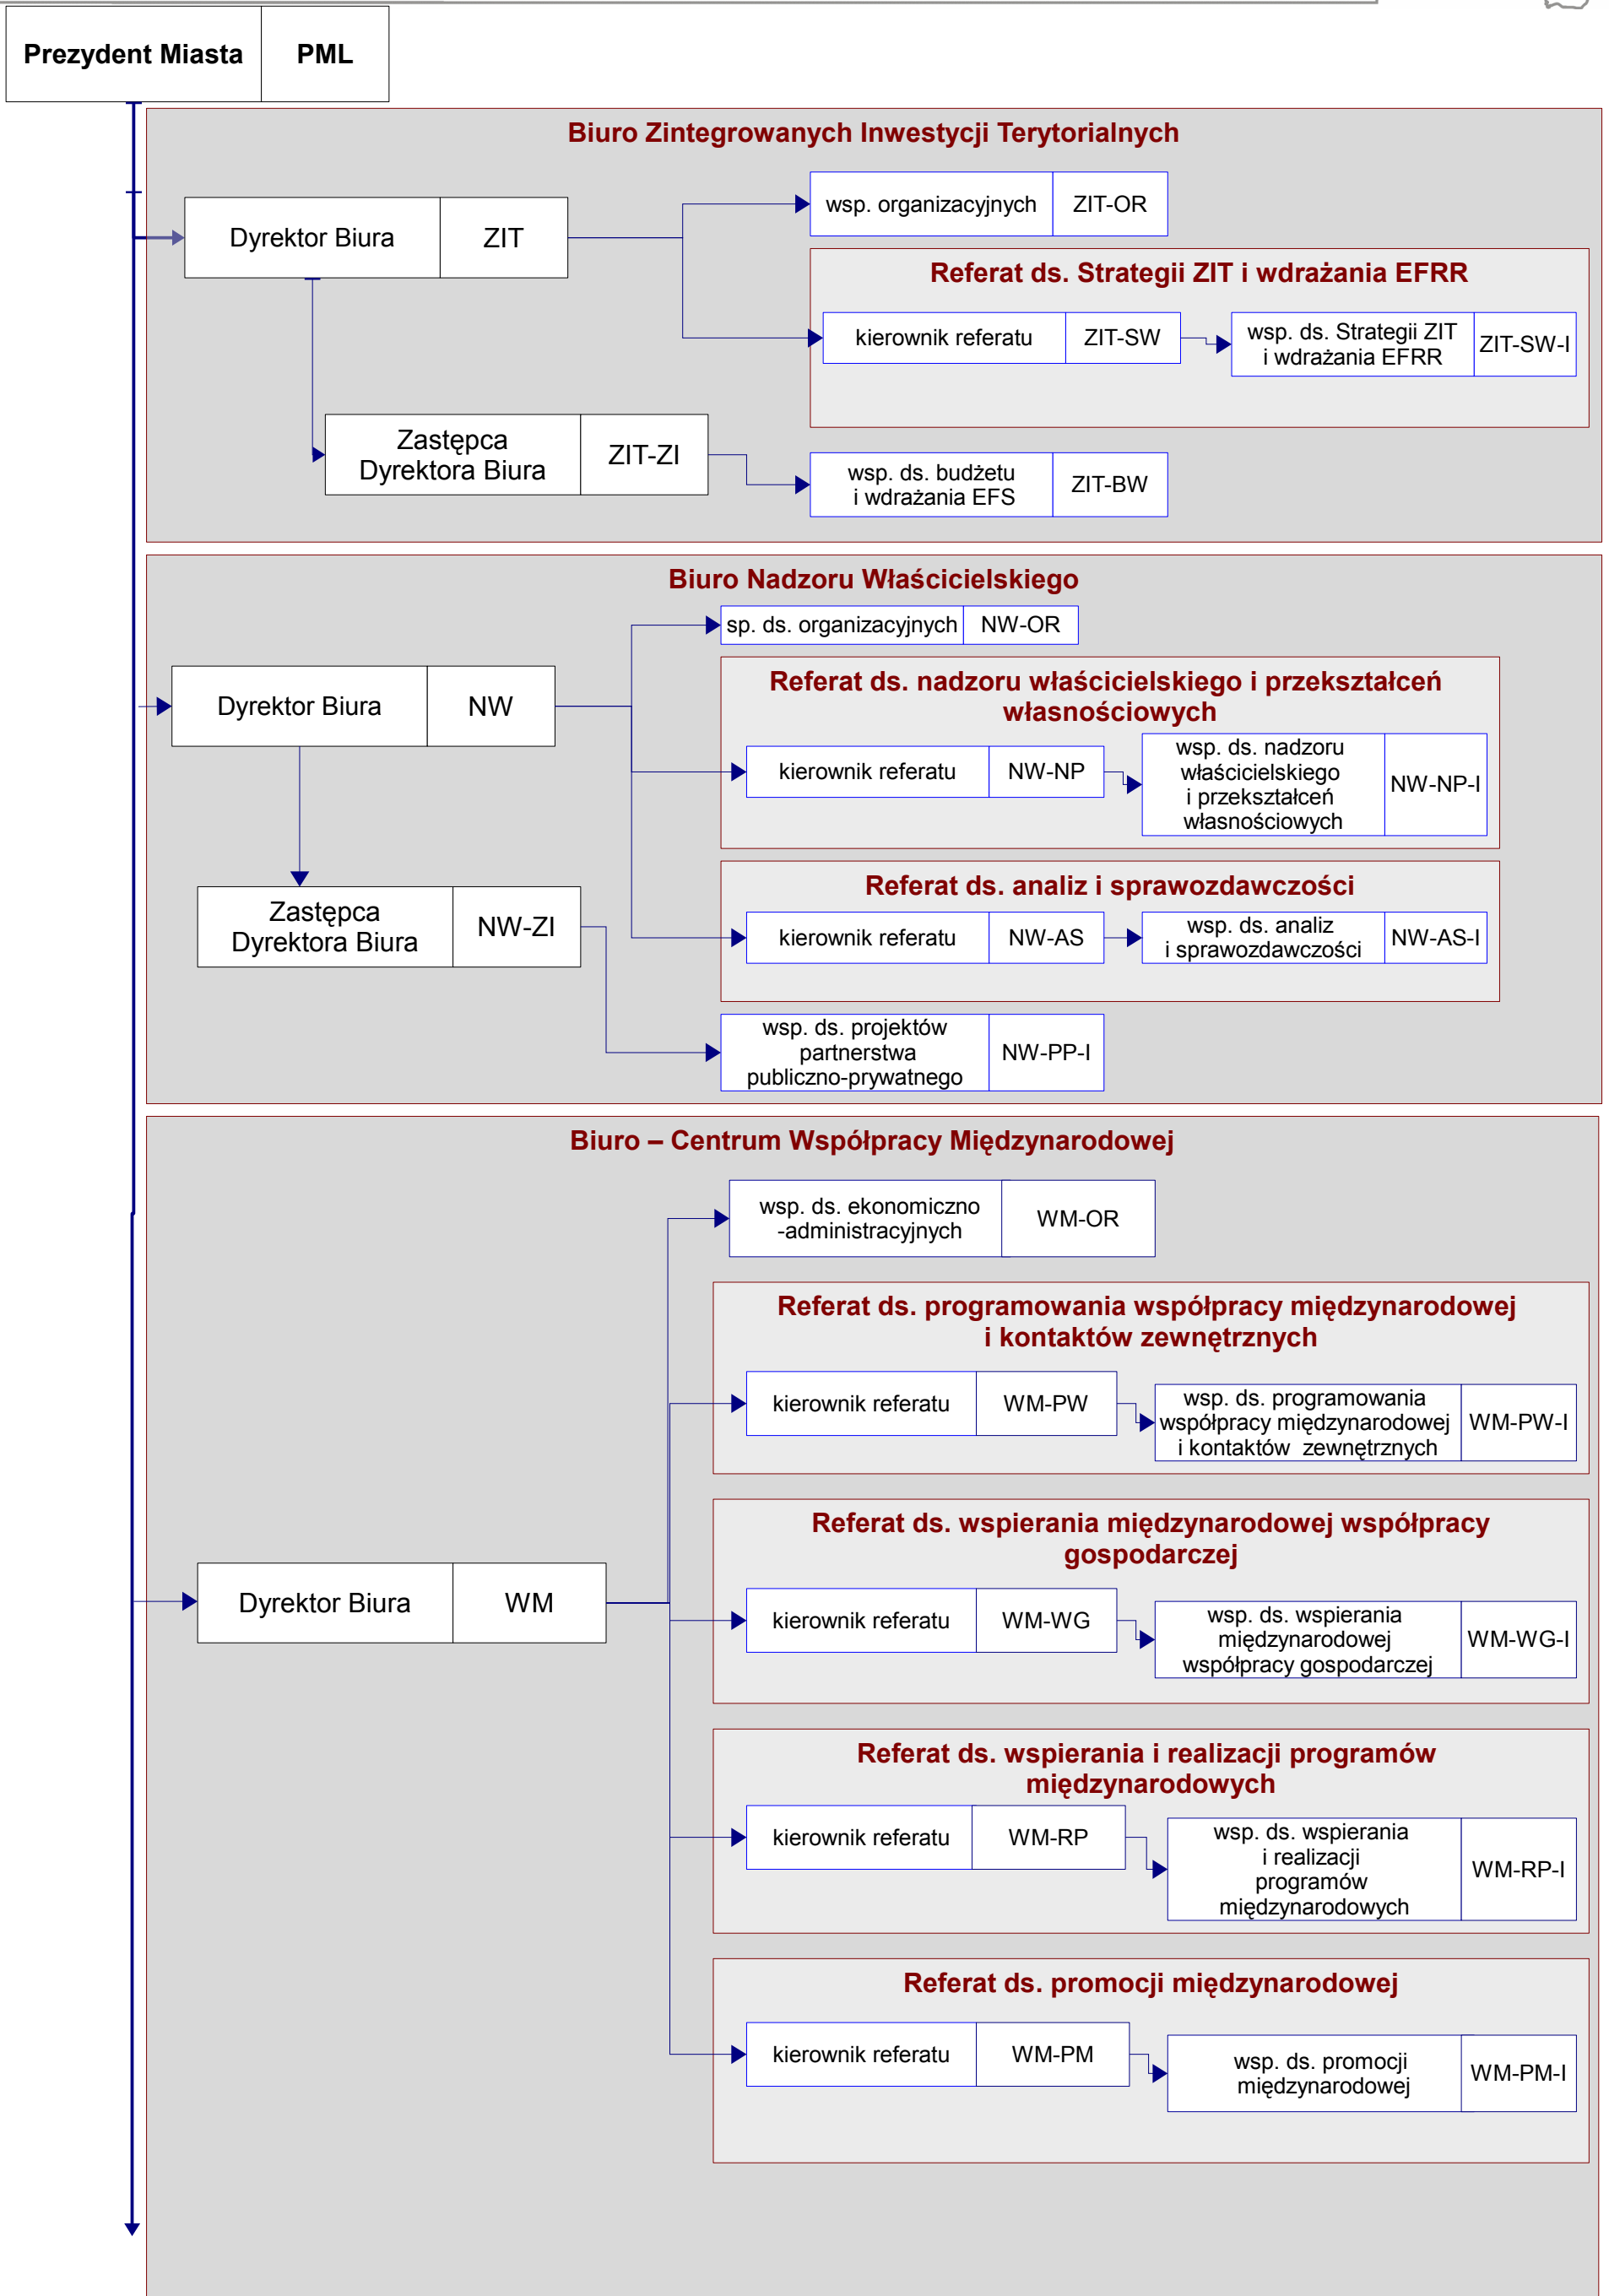 Prezydent Miasta PML
Biuro Zintegrowanych Inwestycji Terytorialnych
wsp. organizacyjnych ZIT-OR
Dyrektor Biura ZIT
Referat ds. Strategii ZIT i wdrażania EFRR
kierownik referatu ZIT-SW
wsp. ds. Strategii ZIT
i wdrażania EFRR
ZIT-SW-I
Zastępca
Dyrektora Biura
ZIT-ZI
wsp. ds. budżetu
i wdrażania EFS
ZIT-BW
Biuro Nadzoru Właścicielskiego
sp. ds. organizacyjnych NW-OR
Dyrektor Biura NW
Referat ds. nadzoru właścicielskiego i przekształceń
własnościowych
kierownik referatu NW-NP
wsp. ds. nadzoru
właścicielskiego
i przekształceń
własnościowych
NW-NP-I
Referat ds. analiz i sprawozdawczości
Zastępca
Dyrektora Biura
NW-ZI
kierownik referatu NW-AS
wsp. ds. analiz
i sprawozdawczości
NW-AS-I
wsp. ds. projektów
partnerstwa
publiczno-prywatnego
NW-PP-I
Biuro – Centrum Współpracy Międzynarodowej
wsp. ds. ekonomiczno
-administracyjnych
WM-OR
Referat ds. programowania współpracy międzynarodowej
i kontaktów zewnętrznych
kierownik referatu WM-PW
wsp. ds. programowania
współpracy międzynarodowej
i kontaktów zewnętrznych
WM-PW-I
Referat ds. wspierania międzynarodowej współpracy
gospodarczej
Dyrektor Biura WM
kierownik referatu WM-WG
wsp. ds. wspierania
międzynarodowej
współpracy gospodarczej
WM-WG-I
Referat ds. wspierania i realizacji programów
międzynarodowych
kierownik referatu WM-RP
wsp. ds. wspierania
i realizacji
programów
międzynarodowych
WM-RP-I
Referat ds. promocji międzynarodowej
kierownik referatu WM-PM
wsp. ds. promocji
międzynarodowej
WM-PM-I